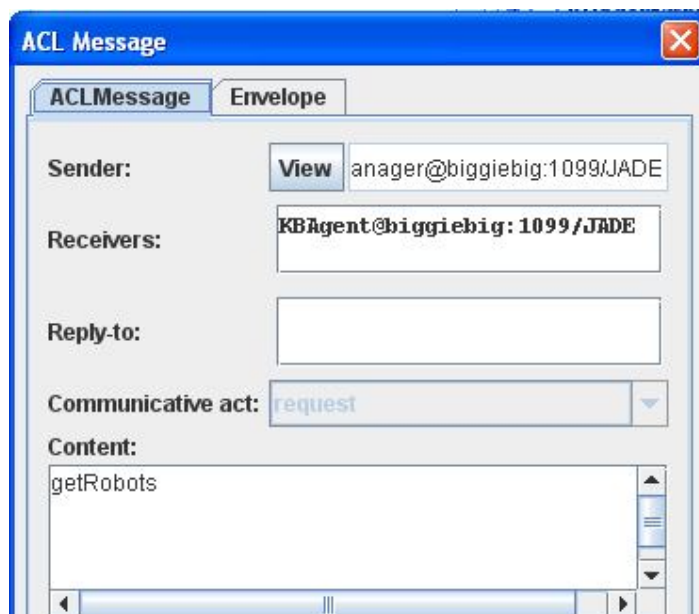 ACL Message
ACLMessage Envelope
Sender: View anager@biggiebig:1099/JADE
Receivers: KBAgent@biggiebig:1099/JADE
Reply-to:
Communicative act: request
Content:
getRobots